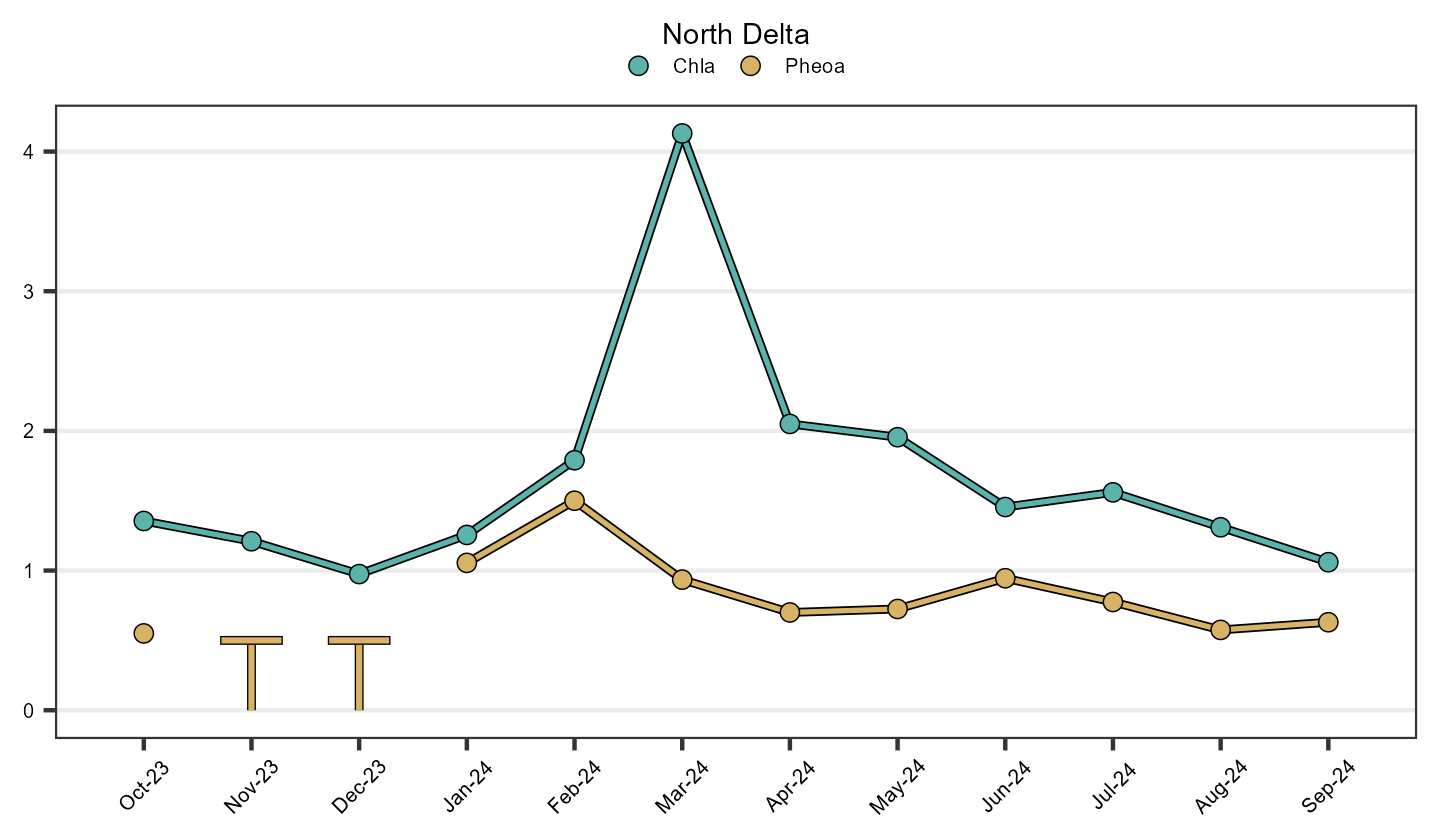 North Delta
Chla Pheoa
4
3
2
1
0
Oct-23 Nov-23 Dec-23 Jan-24 Feb-24 Mar-24 Apr-24 May-24 Jun-24 Jul-24 Aug-24 Sep-24